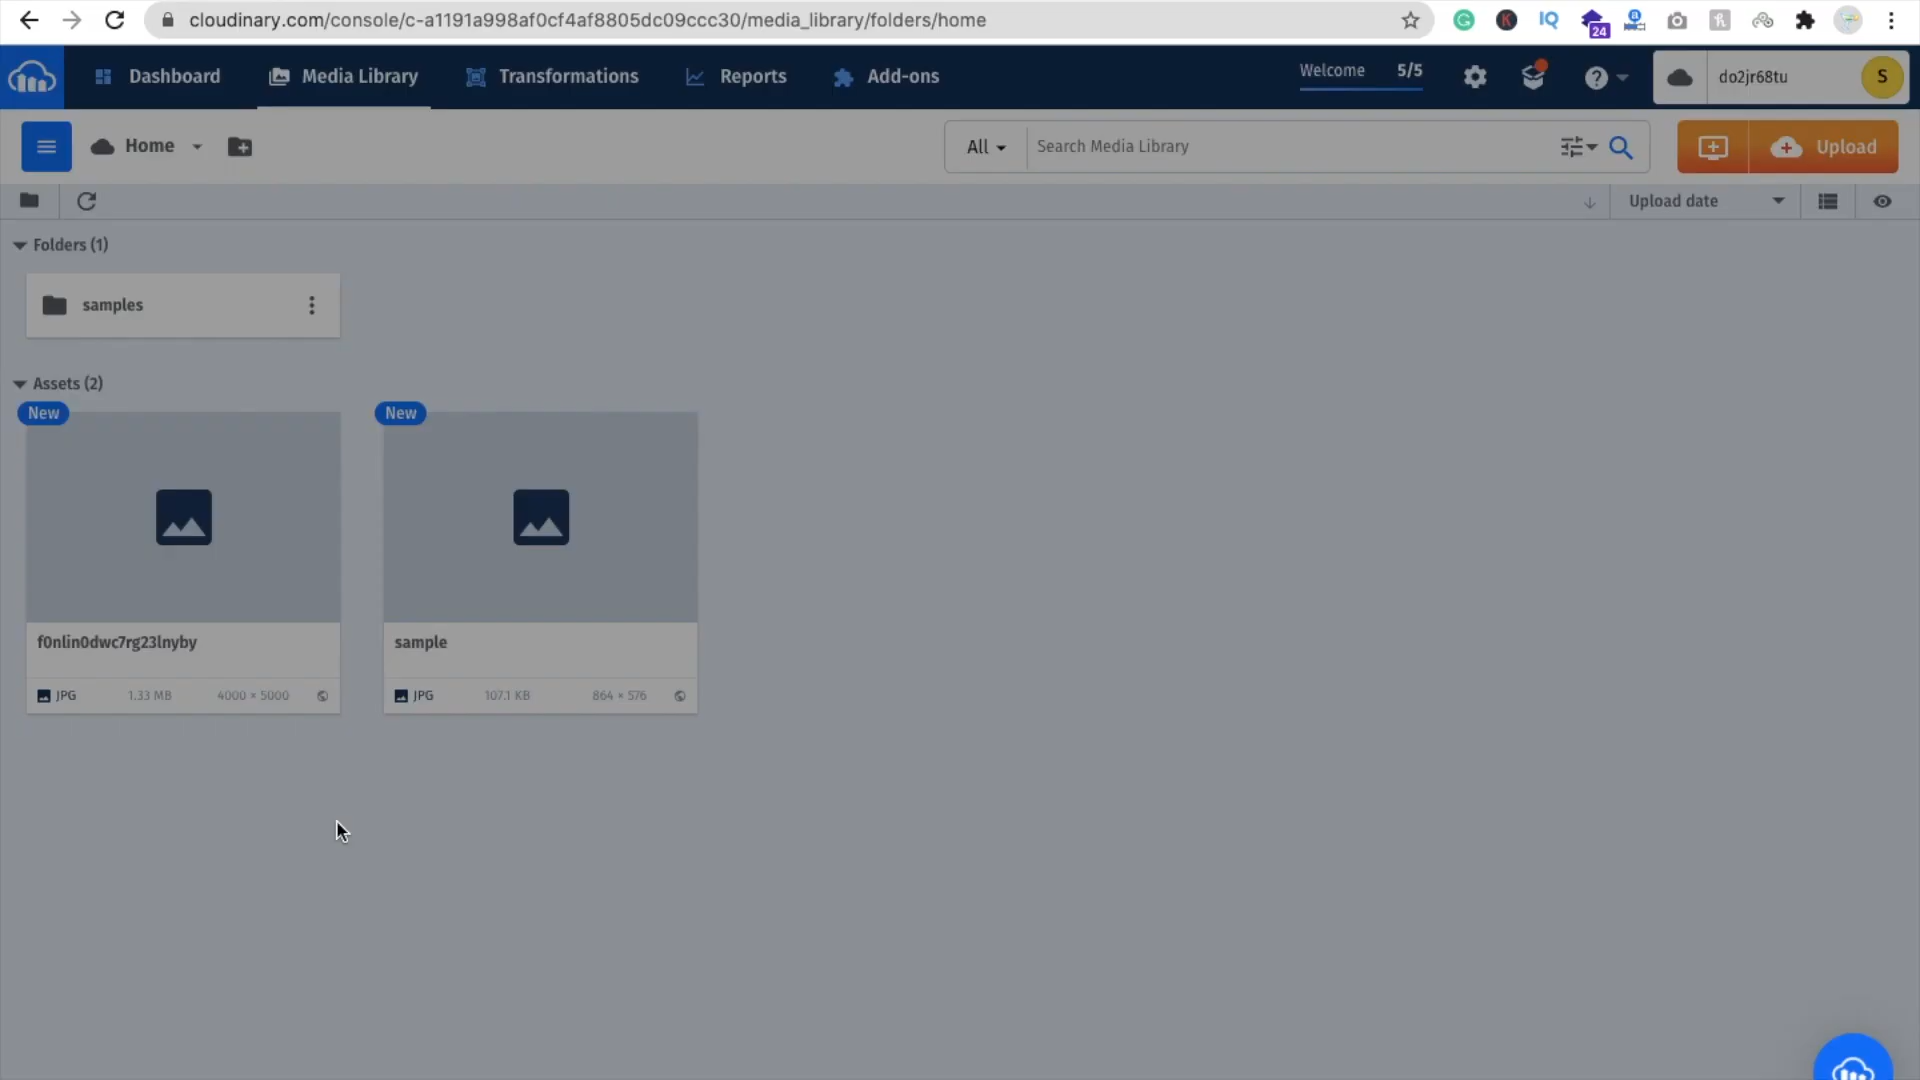 cloudinary.com/console/c-a1191a998af0cf4af8805dc09ccc30/media_library/folders/home
24
Dashboard Media Library Transformations Reports Add-ons Welcome 5/5 do2jr68tu S
Home All Search Media Library Upload
Upload date
Folders (1)
samples
Assets (2)
New New
f0nlin0dwc7rg23lnyby sample
JPG 1.33 MB 4000 × 5000 JPG 107.1 KB 864 × 576